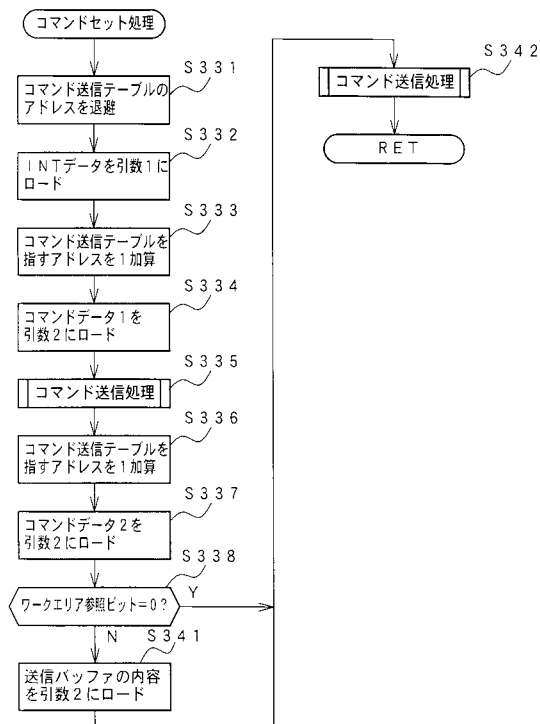 コマンドセット処理
S331
コマンド送信テーブルの
アドレスを退避
S332
INTデータを引数1に
ロード
S333
コマンド送信テーブルを
指すアドレスを1加算
S334
コマンドデータ1を
引数2にロード
S335
コマンド送信処理
S336
コマンド送信テーブルを
指すアドレスを1加算
S337
コマンドデータ2を
引数2にロード
S338
ワークエリア参照ビット=0?
Y
N
S341
送信バッファの内容
を引数2にロード
S342
コマンド送信処理
RET